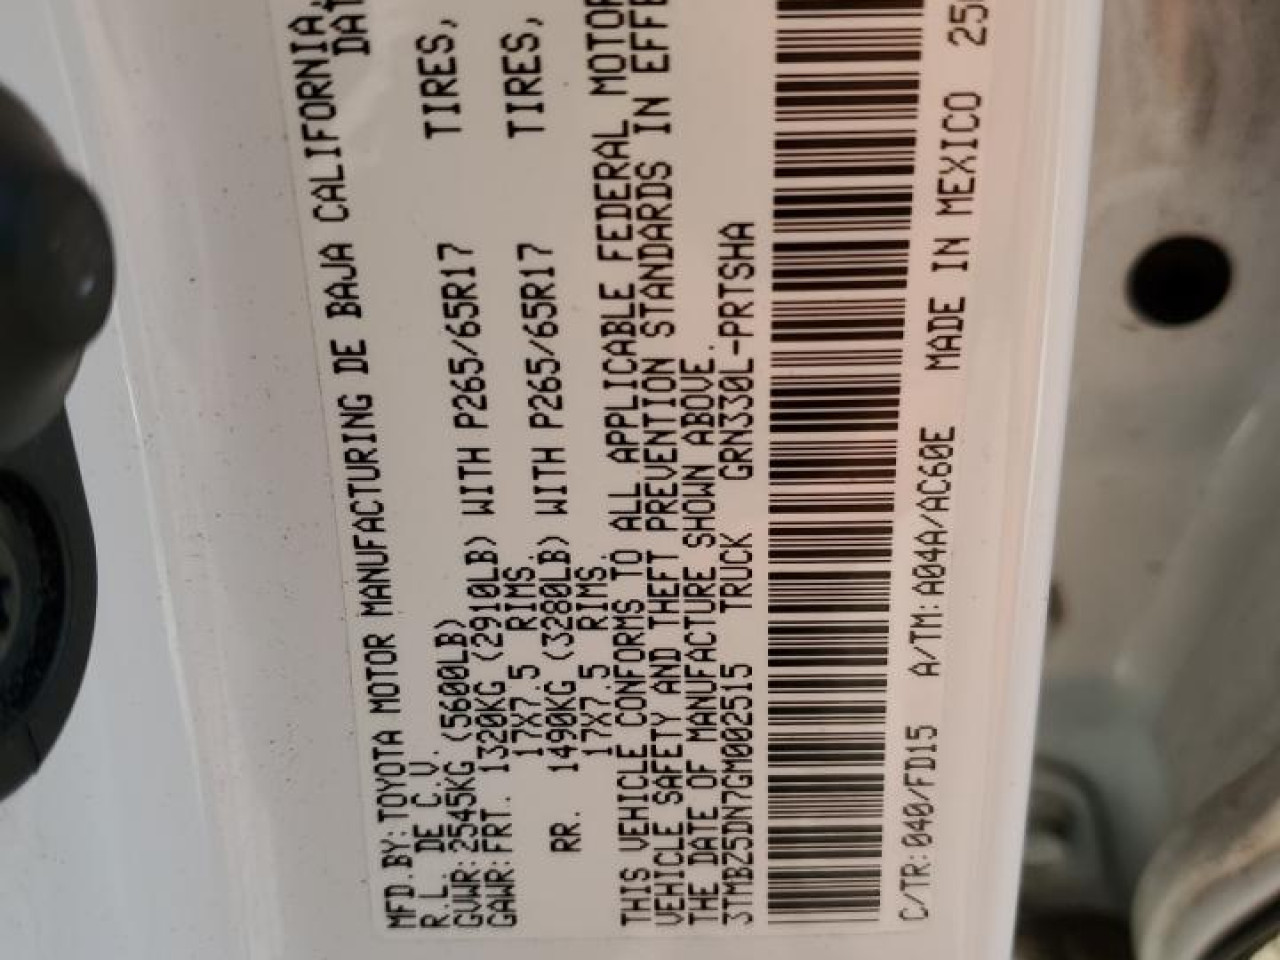 MFD.BY:TOYOTA MOTOR MANUFACTURING DE BAJA CALIFORNIA,
R.L. DE C.V. DAT
GVWR:2545KG (5600LB)
GAWR:FRT. 1320KG (2910LB) WITH P265/65R17 TIRES,
17X7.5 RIMS.
RR. 1490KG (3280LB) WITH P265/65R17 TIRES,
17X7.5 RIMS.
THIS VEHICLE CONFORMS TO ALL APPLICABLE FEDERAL MOTOR
VEHICLE SAFETY AND THEFT PREVENTION STANDARDS IN EFFE
THE DATE OF MANUFACTURE SHOWN ABOVE.
3TMBZ5DN7GM002515 TRUCK GRN330L-PRTSHA
C/TR:040/FD15 A/TM:A04A/AC60E MADE IN MEXICO 25